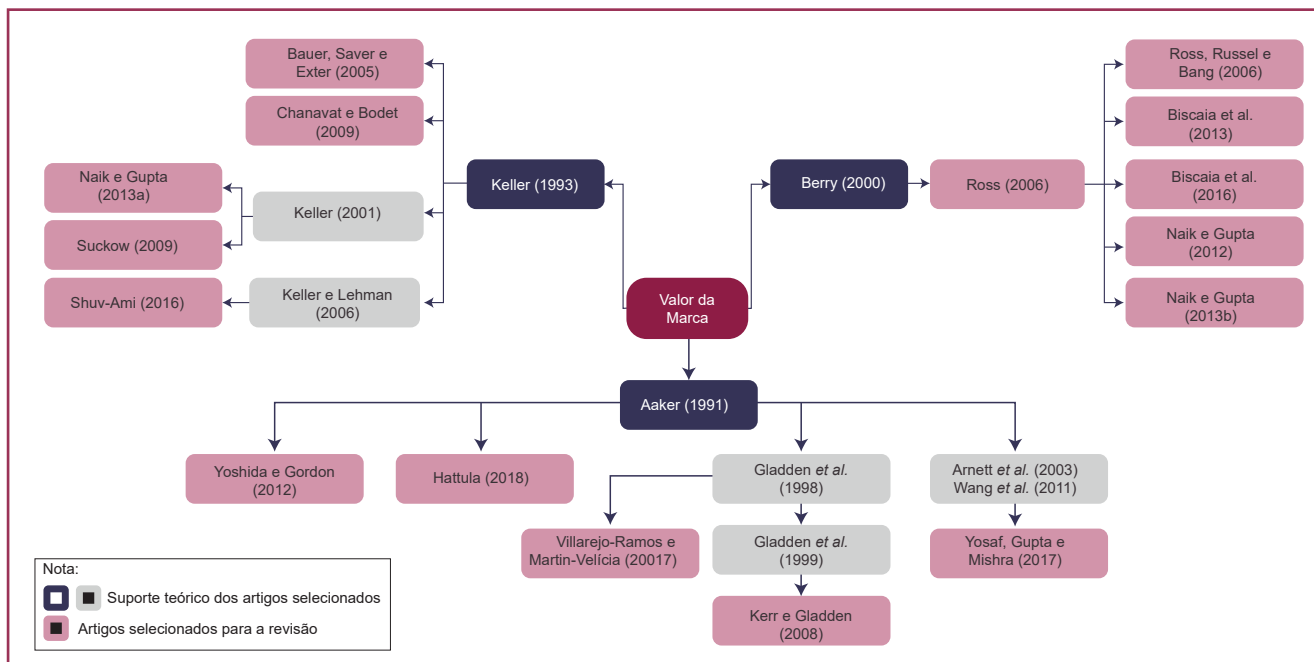 Bauer, Saver e
Exter (2005)
Chanavat e Bodet
(2009)
Naik e Gupta
(2013a)
Suckow (2009)
Keller (2001)
Shuv-Ami (2016)
Keller e Lehman
(2006)
Keller (1993)
Valor da
Marca
Berry (2000)
Ross (2006)
Ross, Russel e
Bang (2006)
Biscaia et al.
(2013)
Biscaia et al.
(2016)
Naik e Gupta
(2012)
Naik e Gupta
(2013b)
Aaker (1991)
Yoshida e Gordon
(2012)
Hattula (2018)
Gladden et al.
(1998)
Arnett et al. (2003)
Wang et al. (2011)
Villarejo-Ramos e
Martin-Velícia (20017)
Gladden et al.
(1999)
Yosaf, Gupta e
Mishra (2017)
Kerr e Gladden
(2008)
Nota:
Suporte teórico dos artigos selecionados
Artigos selecionados para a revisão